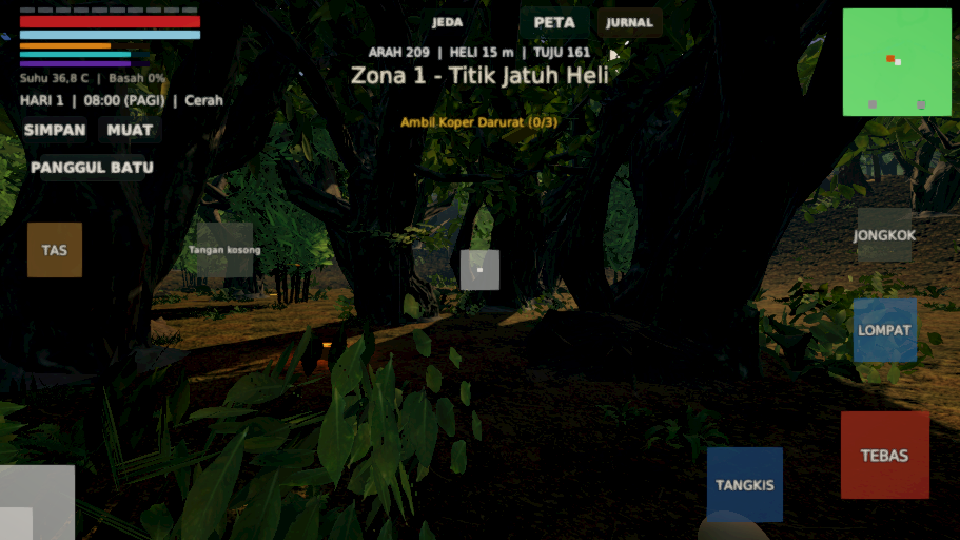 JEDA PETA JURNAL
ARAH 209 | HELI 15 m | TUJU 161
Zona 1 - Titik Jatuh Heli
Suhu 36,8 C | Basah 0%
HARI 1 | 08:00 (PAGI) | Cerah
Ambil Koper Darurat (0/3)
SIMPAN MUAT
PANGGUL BATU
TAS
Tangan kosong
JONGKOK
LOMPAT
TEBAS
TANGKIS